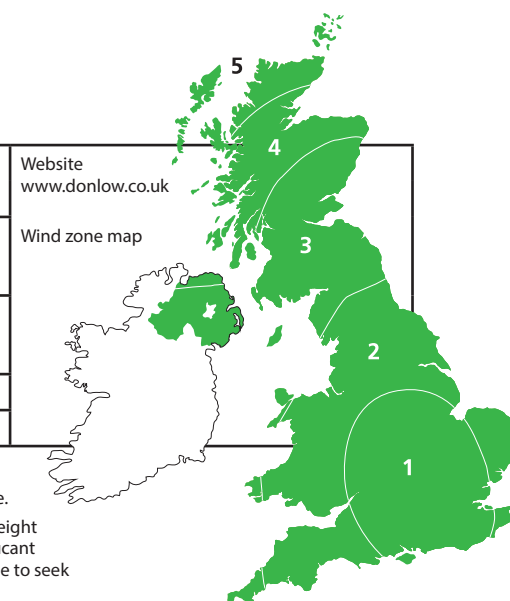 5
4
Website
www.donlow.co.uk
Wind zone map
3
2
1
e.
eight
icant
e to seek